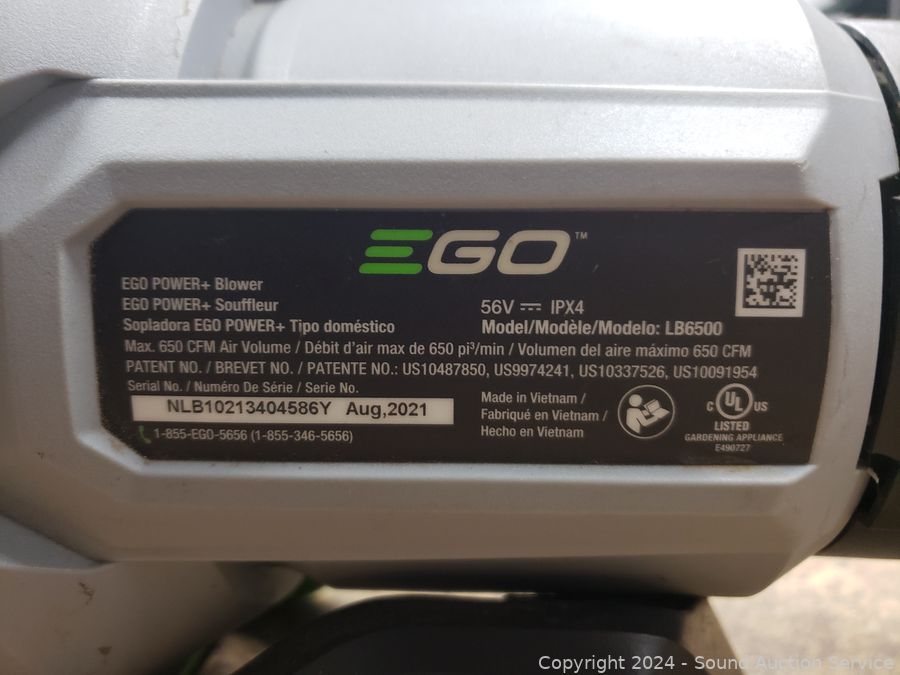 EGO™
EGO POWER+ Blower
EGO POWER+ Souffleur
Sopladora EGO POWER+ Tipo doméstico
56V ⎓ IPX4
Model/Modèle/Modelo: LB6500
Max. 650 CFM Air Volume / Débit d'air max de 650 pi³/min / Volumen del aire máximo 650 CFM
PATENT NO. / BREVET NO. / PATENTE NO.: US10487850, US9974241, US10337526, US10091954
Serial No. / Numéro De Série / Serie No.
NLB10213404586Y Aug,2021
1-855-EGO-5656 (1-855-346-5656)
Made in Vietnam /
Fabriqué en Vietnam /
Hecho en Vietnam
C UL US
LISTED
GARDENING APPLIANCE
E490727
Copyright 2024 - Sound Auction Service